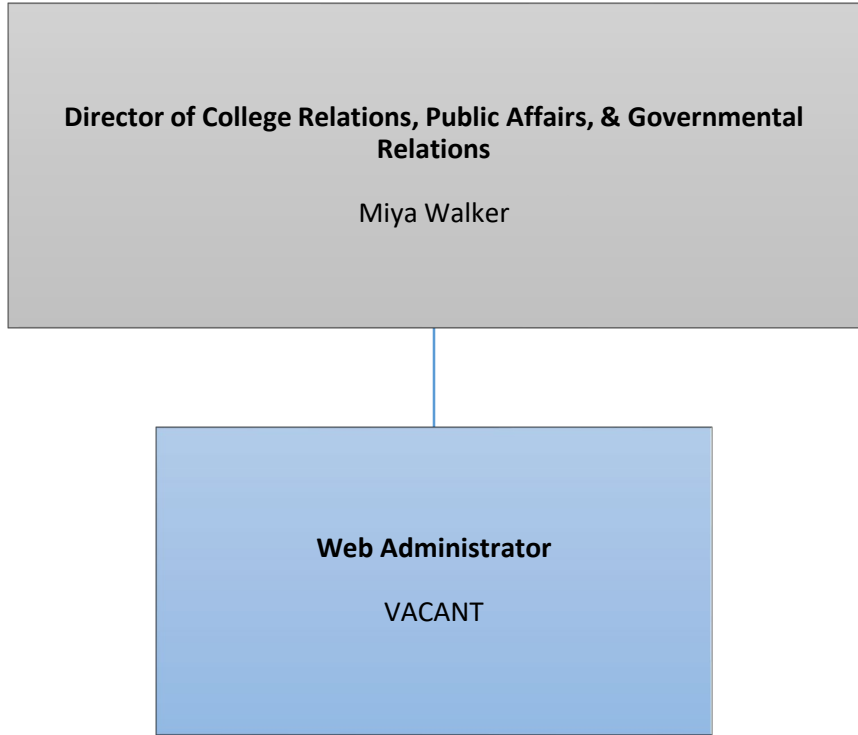 Director of College Relations, Public Affairs, & Governmental
Relations
Miya Walker
Web Administrator
VACANT